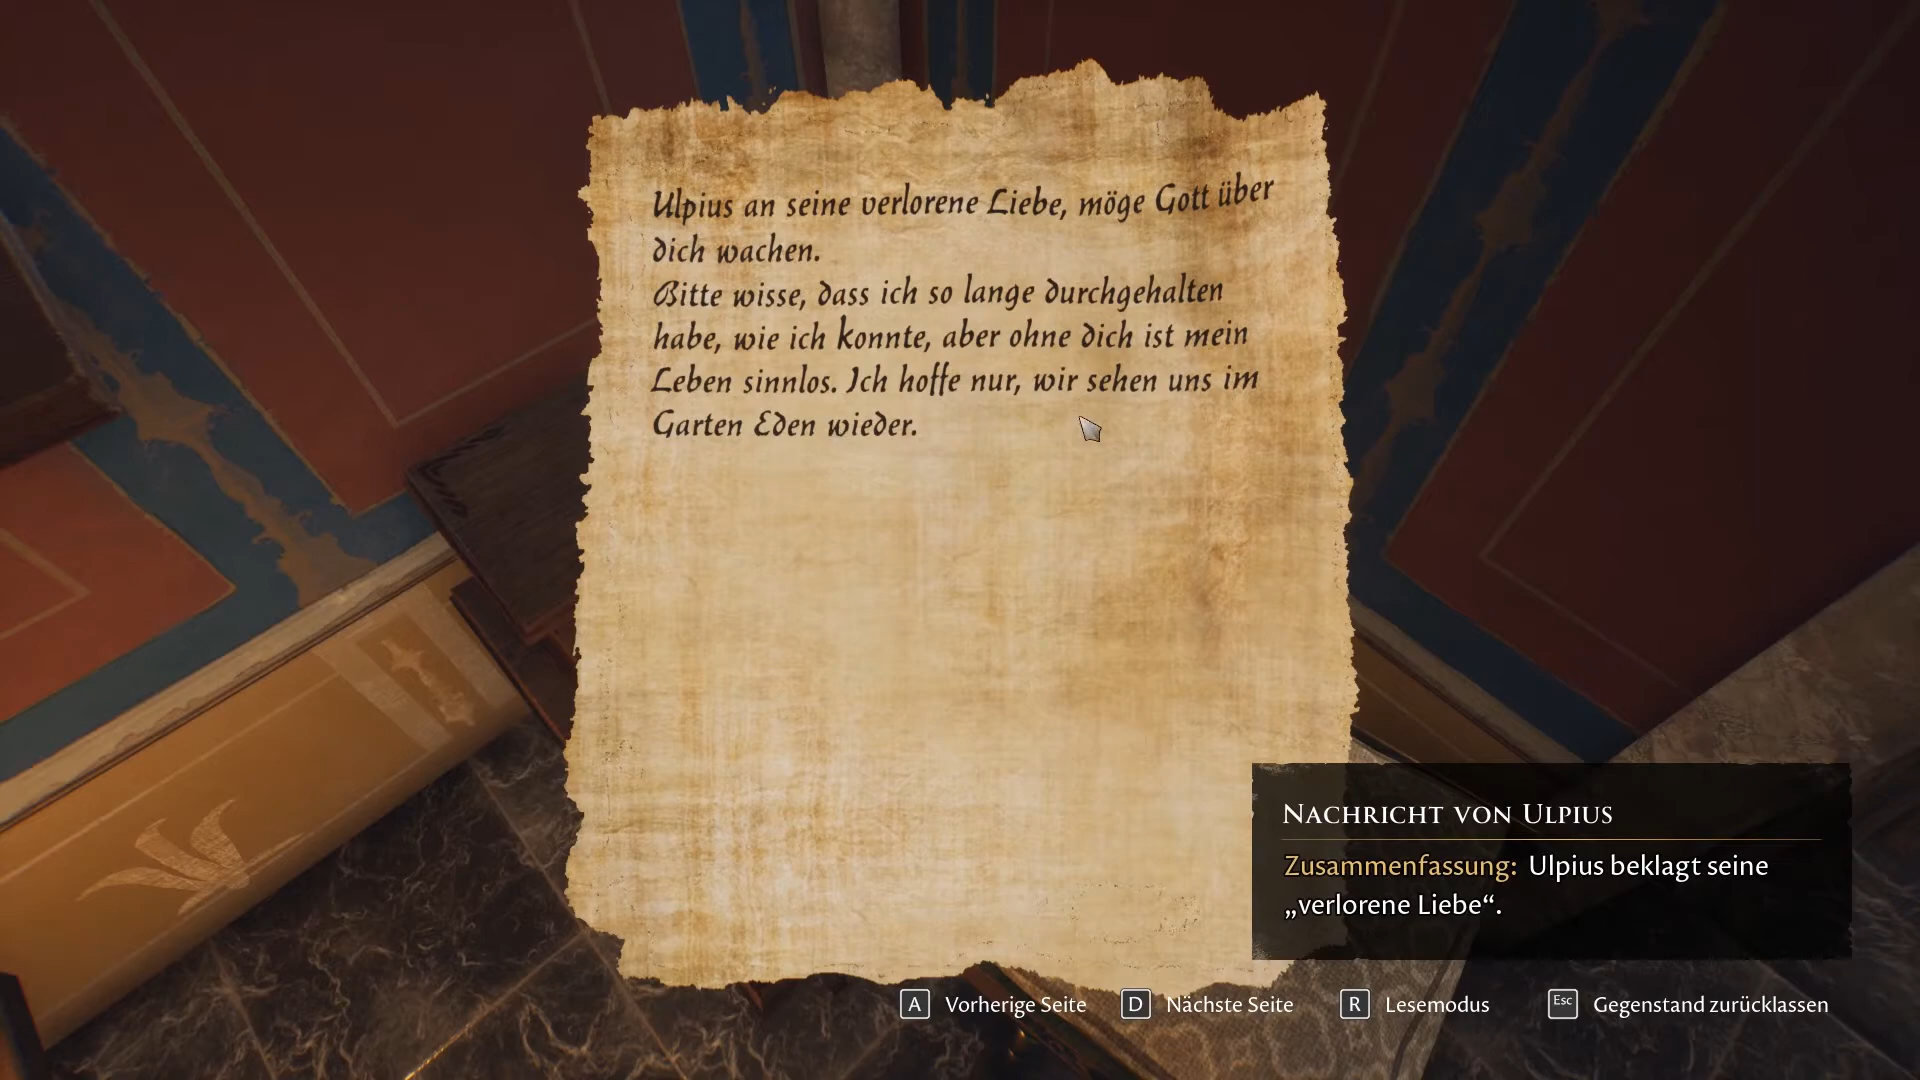 Ulpius an seine verlorene Liebe, möge Gott über
dich wachen.
Bitte wisse, dass ich so lange durchgehalten
habe, wie ich konnte, aber ohne dich ist mein
Leben sinnlos. Ich hoffe nur, wir sehen uns im
Garten Eden wieder.
Nachricht von Ulpius
Zusammenfassung: Ulpius beklagt seine
„verlorene Liebe“.
A Vorherige Seite D Nächste Seite R Lesemodus Esc Gegenstand zurücklassen